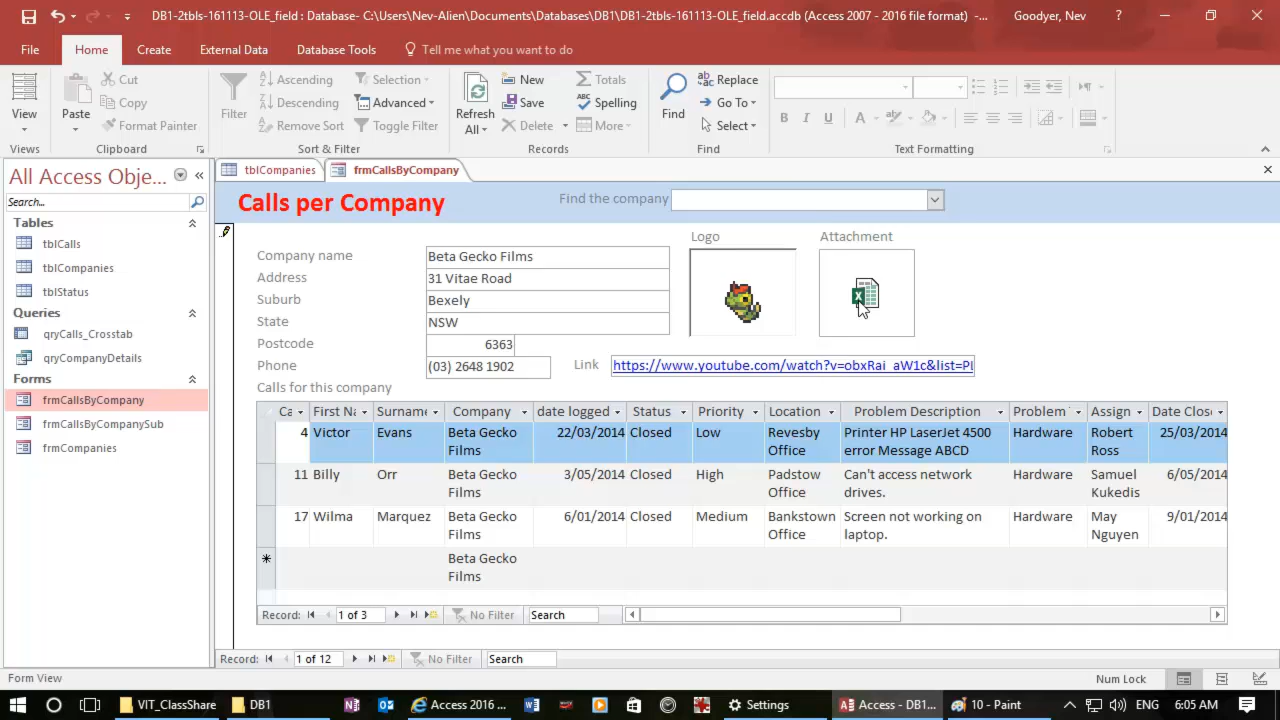 DB1-2tbls-161113-OLE_field : Database- C:\Users\Nev-Alien\Documents\Databases\DB1\DB1-2tbls-161113-OLE_field.accdb (Access 2007 - 2016 file format) -... Goodyer, Nev ?
File Home Create External Data Database Tools Tell me what you want to do
View Paste Cut Copy Format Painter
Filter Ascending Descending Remove Sort Selection Advanced Toggle Filter
Refresh All New Save Delete Totals Spelling More
Find Replace Go To Select
B I U A
Views Clipboard Sort & Filter Records Find Text Formatting
All Access Obje...
Search...
Tables
tblCalls
tblCompanies
tblStatus
Queries
qryCalls_Crosstab
qryCompanyDetails
Forms
frmCallsByCompany
frmCallsByCompanySub
frmCompanies
tblCompanies frmCallsByCompany
Calls per Company Find the company
Logo Attachment
Company name Beta Gecko Films
Address 31 Vitae Road
Suburb Bexely
State NSW
Postcode 6363
Phone (03) 2648 1902 Link https://www.youtube.com/watch?v=obxRai_aW1c&list=PL
Calls for this company
Ca First Na Surname Company date logged Status Priority Location Problem Description Problem T Assign Date Close
4 Victor Evans Beta Gecko Films 22/03/2014 Closed Low Revesby Office Printer HP LaserJet 4500 error Message ABCD Hardware Robert Ross 25/03/2014
11 Billy Orr Beta Gecko Films 3/05/2014 Closed High Padstow Office Can't access network drives. Hardware Samuel Kukedis 6/05/2014
17 Wilma Marquez Beta Gecko Films 6/01/2014 Closed Medium Bankstown Office Screen not working on laptop. Hardware May Nguyen 9/01/2014
Beta Gecko Films
Record: 1 of 3 No Filter Search
Record: 1 of 12 No Filter Search
Form View Num Lock
VIT_ClassShare DB1 Access 2016 ... Settings Access - DB1... 10 - Paint ENG 6:05 AM